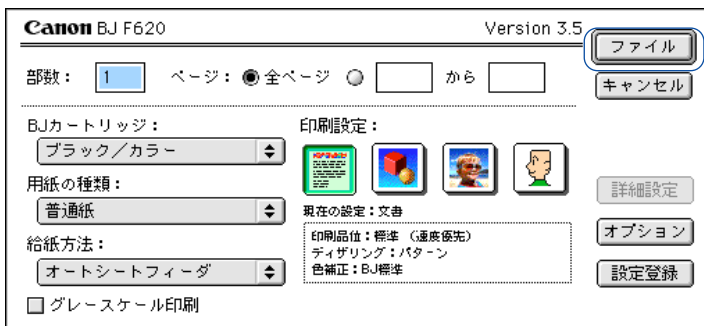 Canon BJ F620 Version 3.5
ファイル
部数： 1 ページ： 全ページ から
キャンセル
BJカートリッジ：
ブラック／カラー
用紙の種類：
普通紙
給紙方法：
オートシートフィーダ
グレースケール印刷
印刷設定：
現在の設定：文書
印刷品位：標準 （速度優先）
ディザリング：パターン
色補正：BJ標準
詳細設定
オプション
設定登録